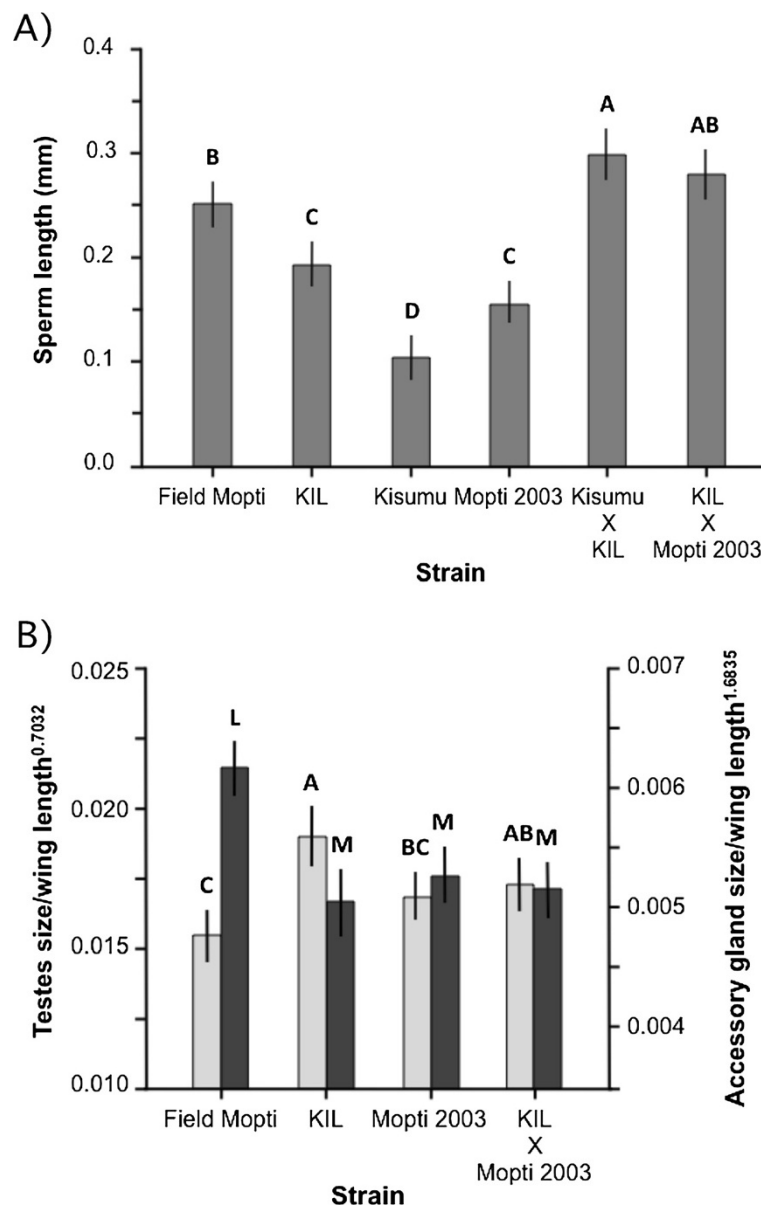 A)
Sperm length (mm)
0.4
0.3
0.2
0.1
0.0
B
C
D
C
A
AB
Field Mopti
KIL
Kisumu
Mopti 2003
Kisumu
X
KIL
KIL
X
Mopti 2003
Strain
B)
Testes size/wing length0.7032
0.025
0.020
0.015
0.010
C
L
A
M
BC
M
AB
M
0.007
0.006
0.005
0.004
Accessory gland size/wing length1.6835
Field Mopti
KIL
Mopti 2003
KIL
X
Mopti 2003
Strain